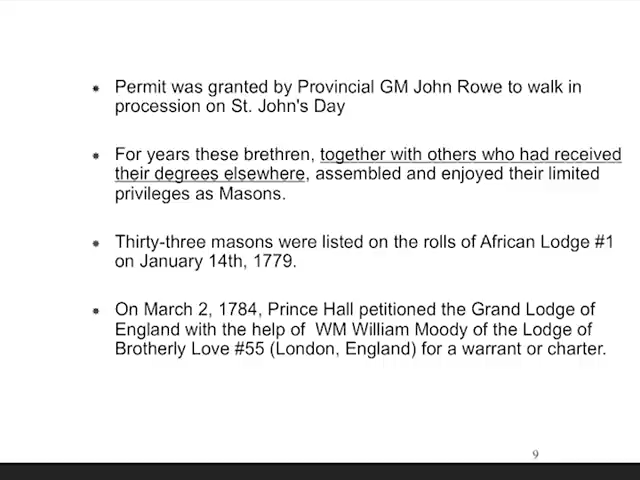 Permit was granted by Provincial GM John Rowe to walk in
procession on St. John's Day
For years these brethren, together with others who had received
their degrees elsewhere, assembled and enjoyed their limited
privileges as Masons.
Thirty-three masons were listed on the rolls of African Lodge #1
on January 14th, 1779.
On March 2, 1784, Prince Hall petitioned the Grand Lodge of
England with the help of WM William Moody of the Lodge of
Brotherly Love #55 (London, England) for a warrant or charter.
9